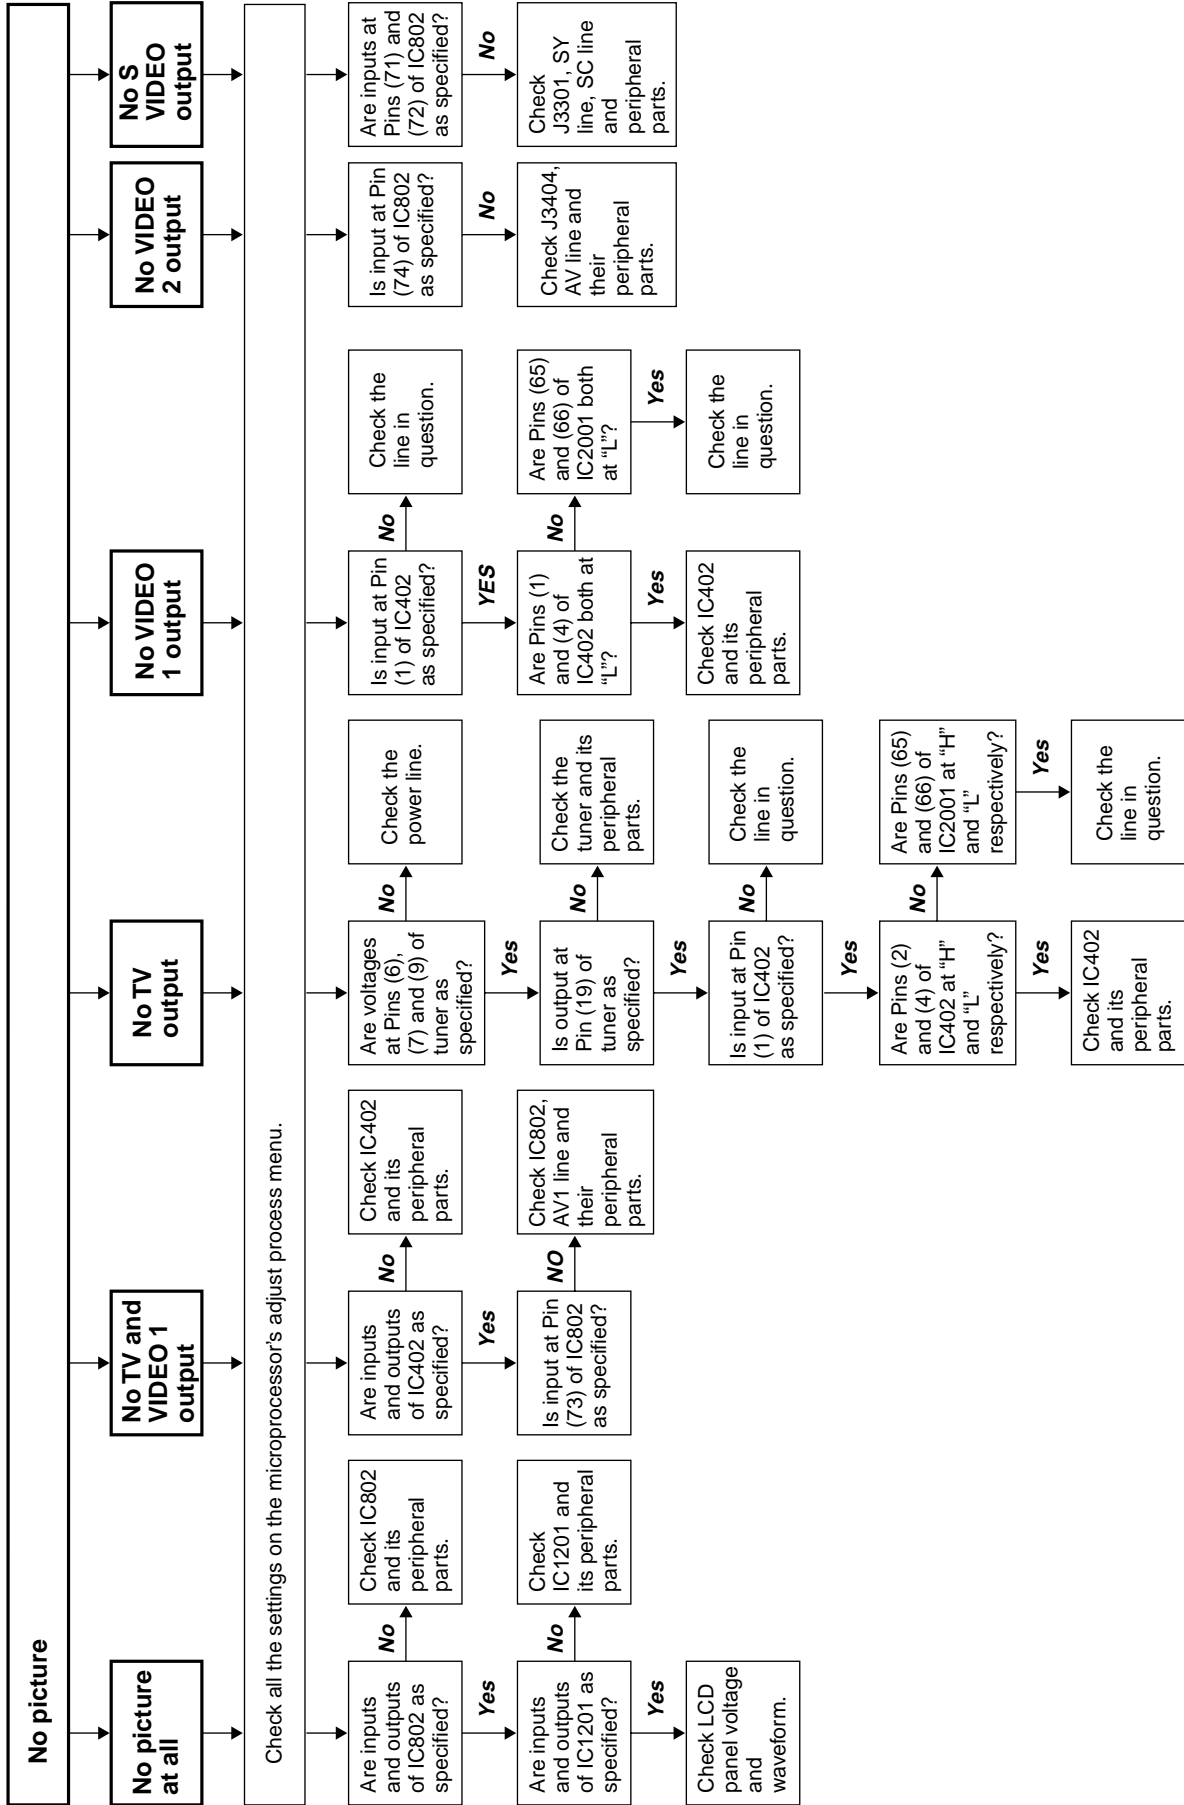 No picture
No picture
at all
No TV and
VIDEO 1
output
No TV
output
No VIDEO
1 output
No VIDEO
2 output
No S
VIDEO
output
Check all the settings on the microprocessor's adjust process menu.
Are inputs
and outputs
of IC802 as
specified?
No
Check IC802
and its
peripheral
parts.
Yes
Are inputs
and outputs
of IC1201 as
specified?
No
Check
IC1201 and
its peripheral
parts.
Yes
Check LCD
panel voltage
and
waveform.
Are inputs
and outputs
of IC402 as
specified?
No
Check IC402
and its
peripheral
parts.
Yes
Is input at Pin
(73) of IC802
as specified?
NO
Check IC802,
AV1 line and
their
peripheral
parts.
Are voltages
at Pins (6),
(7) and (9) of
tuner as
specified?
No
Check the
power line.
Yes
Is output at
Pin (19) of
tuner as
specified?
No
Check the
tuner and its
peripheral
parts.
Yes
Is input at Pin
(1) of IC402
as specified?
No
Check the
line in
question.
Yes
Are Pins (2)
and (4) of
IC402 at “H”
and “L”
respectively?
No
Are Pins (65)
and (66) of
IC2001 at “H”
and “L”
respectively?
Yes
Check IC402
and its
peripheral
parts.
Yes
Check the
line in
question.
Is input at Pin
(1) of IC402
as specified?
No
Check the
line in
question.
YES
Are Pins (1)
and (4) of
IC402 both at
“L”?
No
Are Pins (65)
and (66) of
IC2001 both
at “L”?
Yes
Check IC402
and its
peripheral
parts.
Yes
Check the
line in
question.
Is input at Pin
(74) of IC802
as specified?
No
Check J3404,
AV line and
their
peripheral
parts.
Are inputs at
Pins (71) and
(72) of IC802
as specified?
No
Check
J3301, SY
line, SC line
and
peripheral
parts.